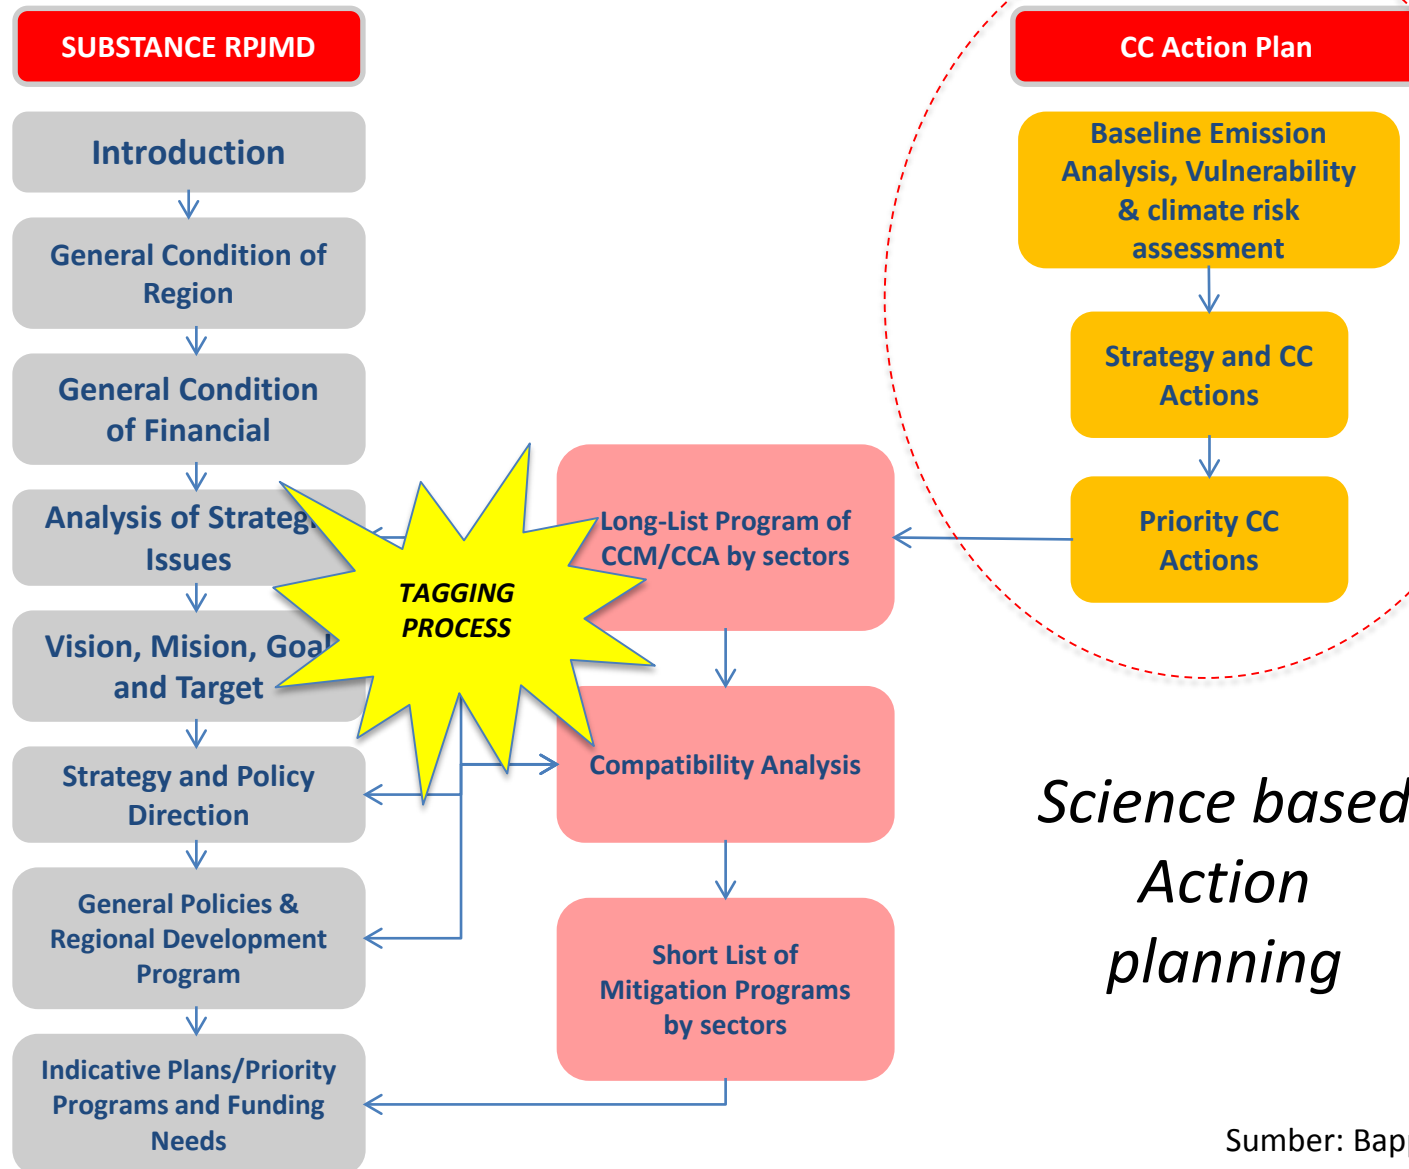 SUBSTANCE RPJMD
Introduction
General Condition of
Region
General Condition
of Financial
Analysis of Strategi
Issues
Vision, Mision, Goal
and Target
Strategy and Policy
Direction
General Policies &
Regional Development
Program
Indicative Plans/Priority
Programs and Funding
Needs
TAGGING
PROCESS
Long-List Program of
CCM/CCA by sectors
Compatibility Analysis
Short List of
Mitigation Programs
by sectors
CC Action Plan
Baseline Emission
Analysis, Vulnerability
& climate risk
assessment
Strategy and CC
Actions
Priority CC
Actions
Science based
Action
planning
Sumber: